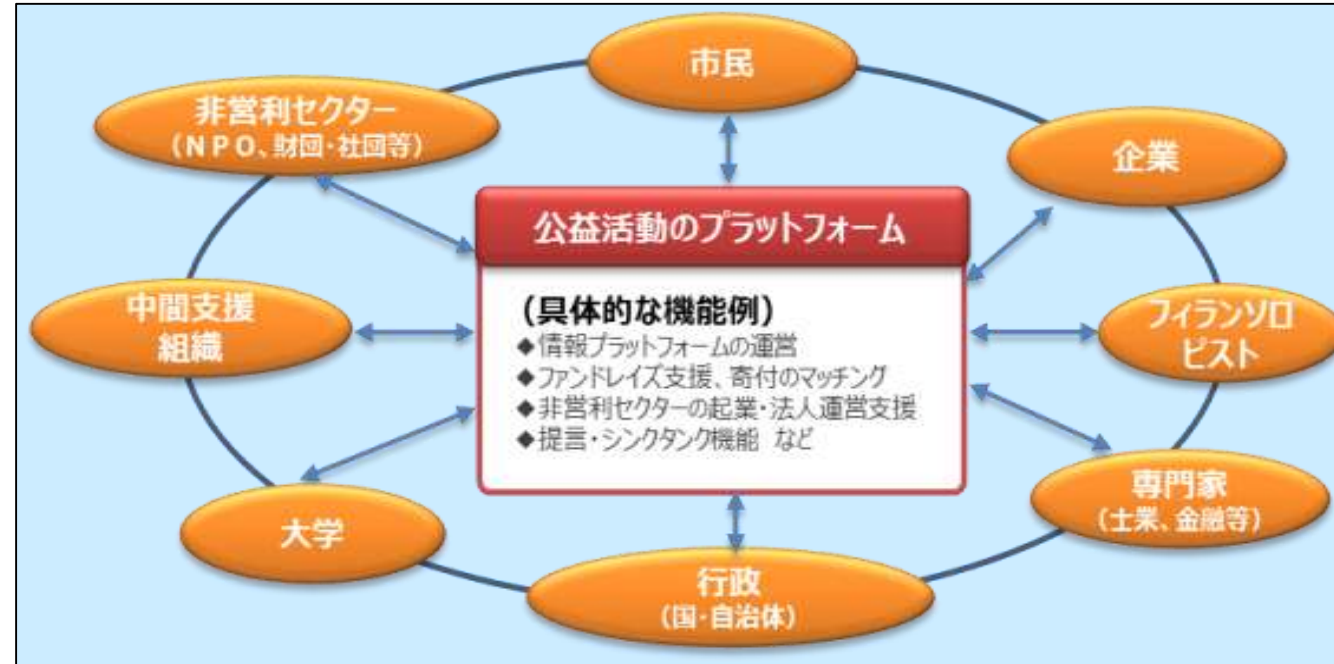 市民
非営利セクター
（ＮＰＯ、財団・社団等）
企業
公益活動のプラットフォーム
（具体的な機能例）
◆情報プラットフォームの運営
◆ファンドレイズ支援、寄付のマッチング
◆非営利セクターの起業・法人運営支援
◆提言・シンクタンク機能 など
中間支援
組織
フィランソロ
ピスト
大学
専門家
（士業、金融等）
行政
（国・自治体）